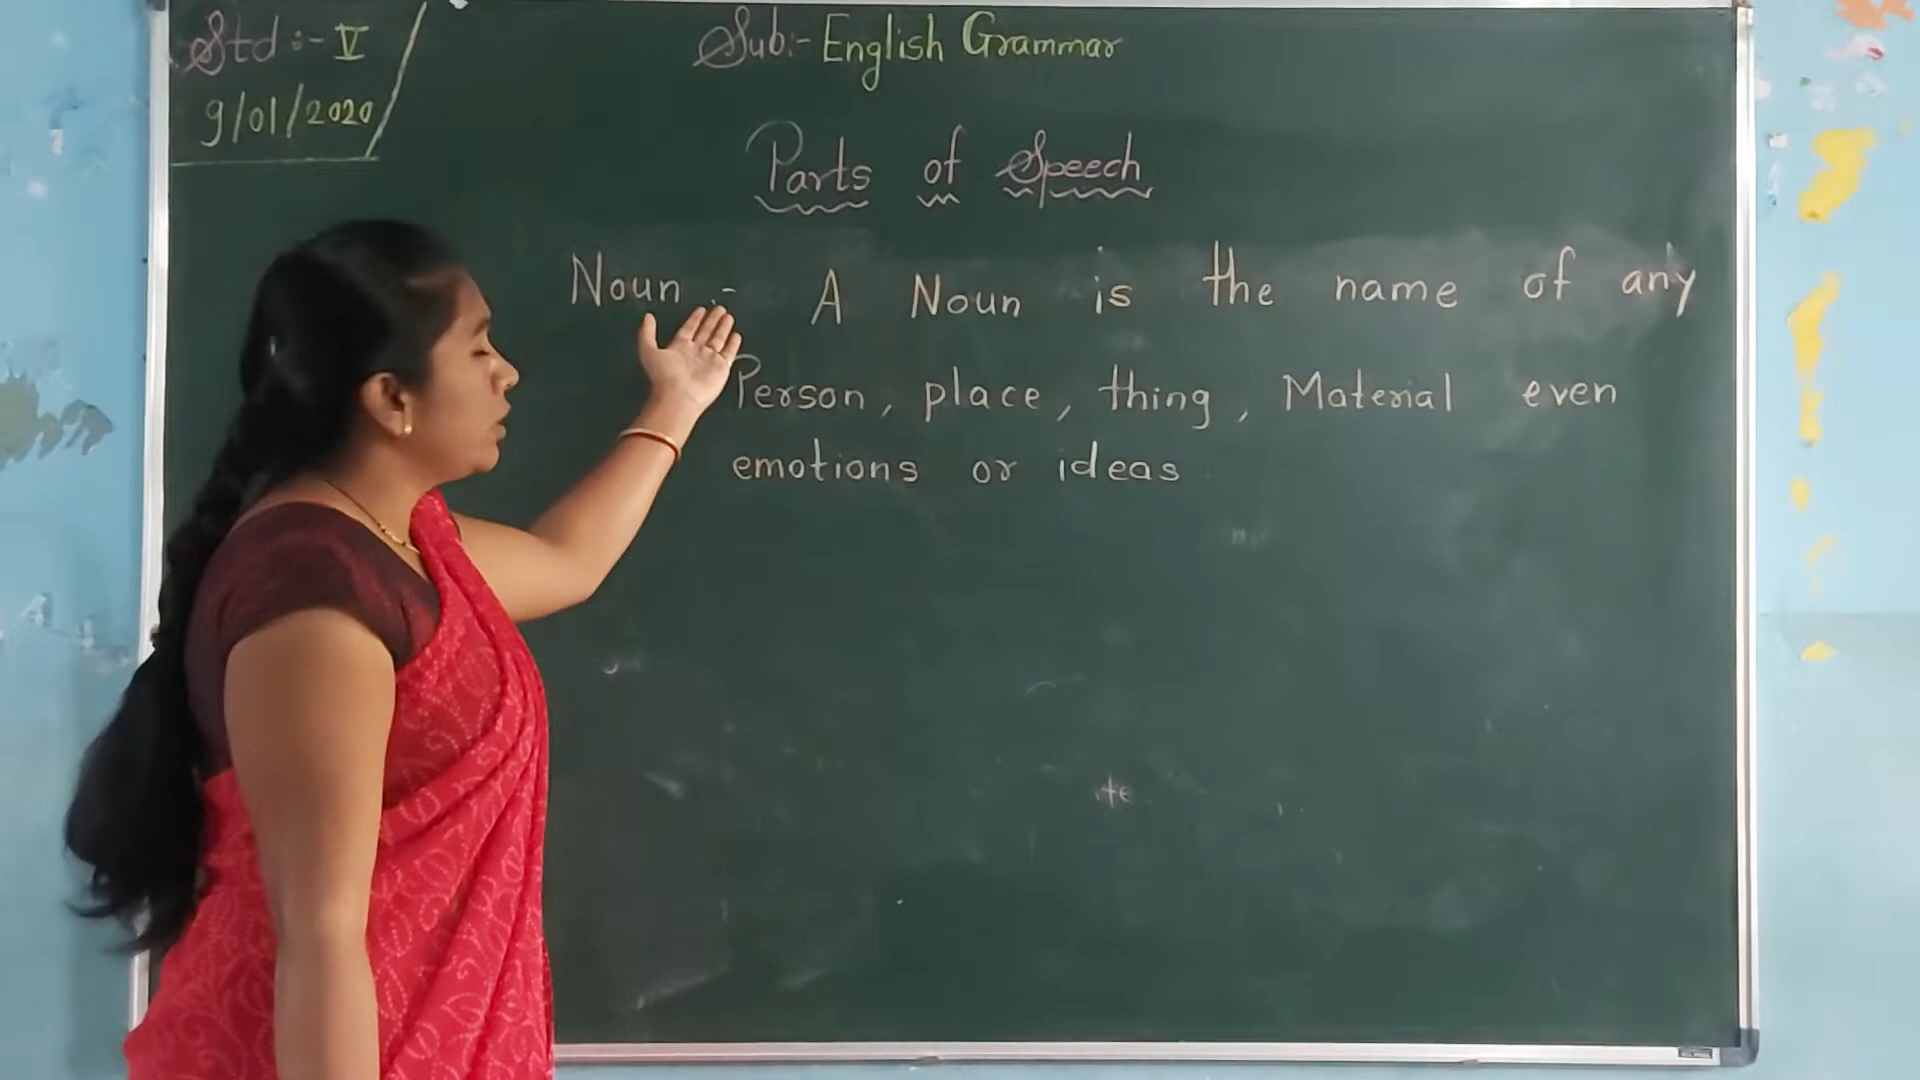 Std :- V
9/01/2020
Sub:- English Grammar
Parts of Speech
Noun :- A Noun is the name of any
Person, place, thing, Material even
emotions or ideas